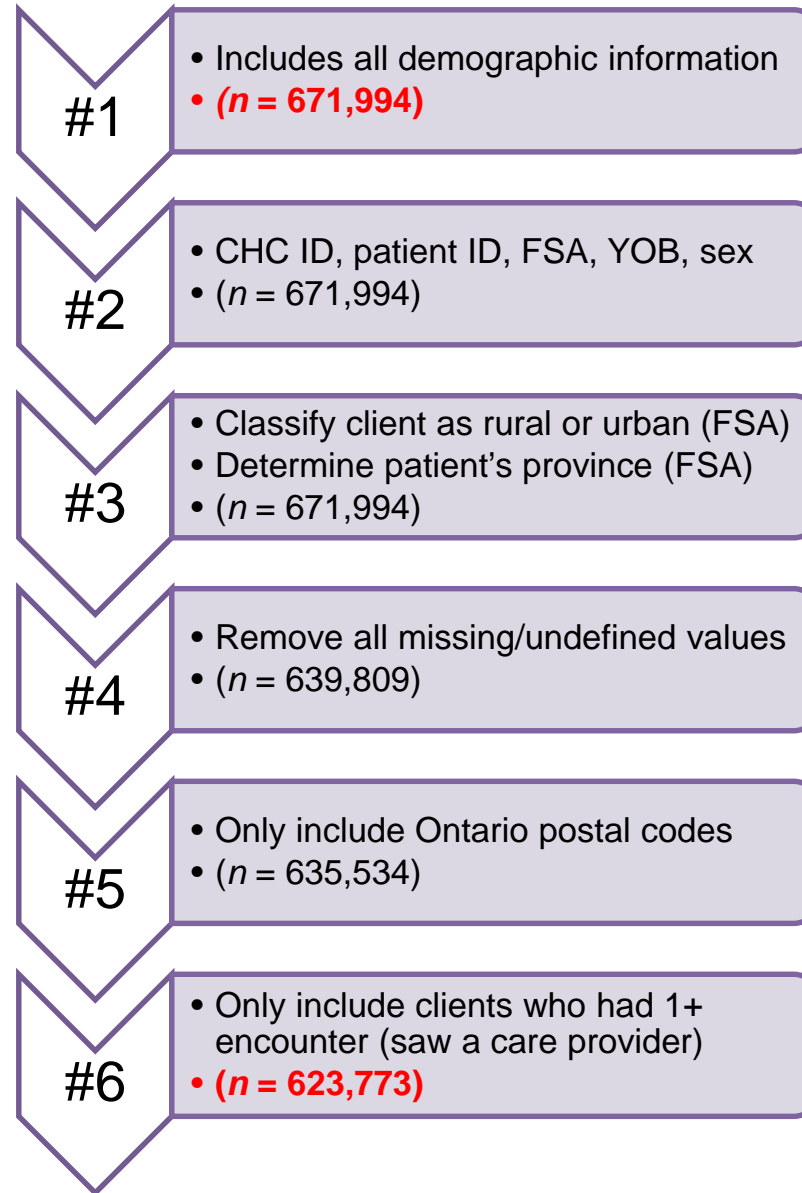 #1
• Includes all demographic information
• (n = 671,994)
#2
• CHC ID, patient ID, FSA, YOB, sex
• (n = 671,994)
#3
• Classify client as rural or urban (FSA)
• Determine patient's province (FSA)
• (n = 671,994)
#4
• Remove all missing/undefined values
• (n = 639,809)
#5
• Only include Ontario postal codes
• (n = 635,534)
#6
• Only include clients who had 1+
encounter (saw a care provider)
• (n = 623,773)